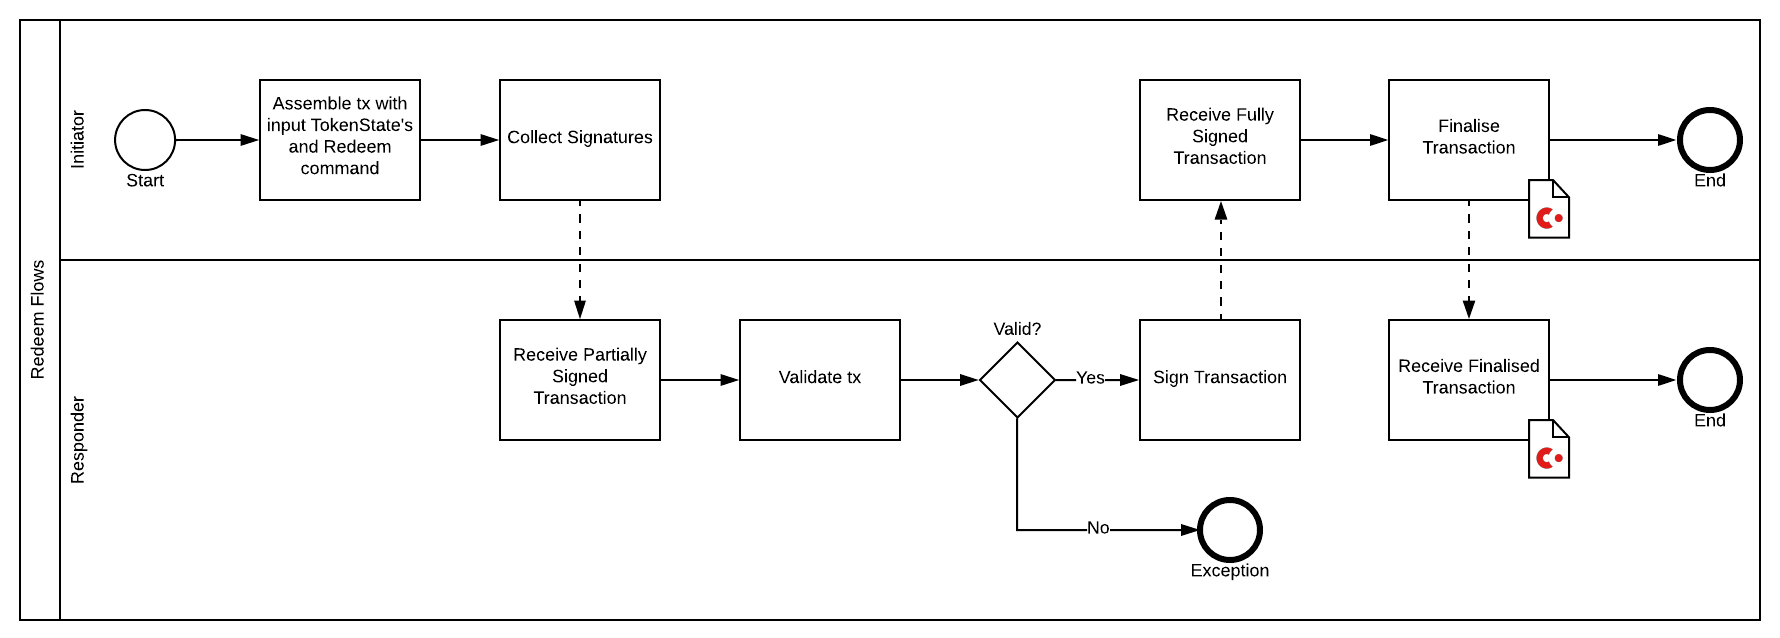 Redeem Flows
Initiator
Start
Assemble tx with
input TokenState's
and Redeem
command
Collect Signatures
Receive Fully
Signed
Transaction
Finalise
Transaction
End
Responder
Receive Partially
Signed
Transaction
Validate tx
Valid?
Yes
Sign Transaction
Receive Finalised
Transaction
End
No
Exception